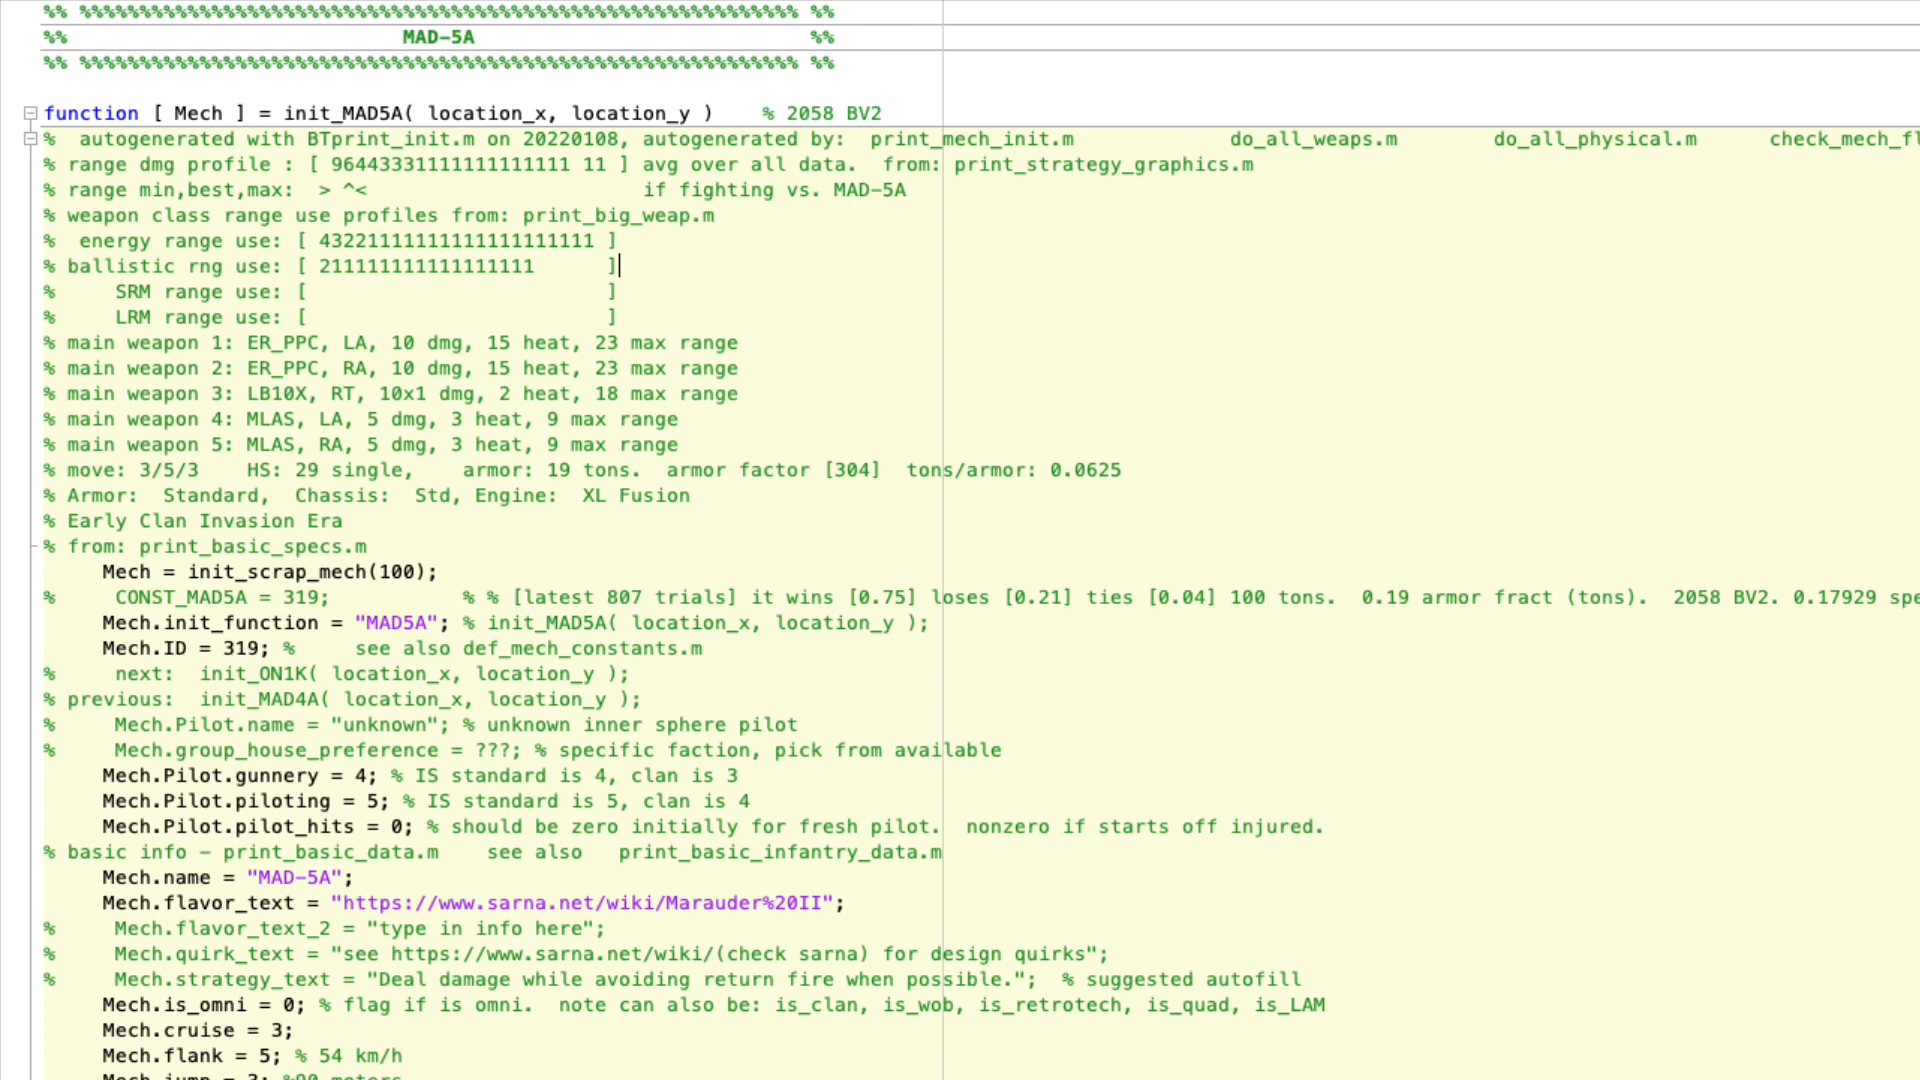 %% %%%%%%%%%%%%%%%%%%%%%%%%%%%%%%%%%%%%%%%%%%%%%%%%%%%%%%%%%%%% %%
%% MAD-5A %%
%% %%%%%%%%%%%%%%%%%%%%%%%%%%%%%%%%%%%%%%%%%%%%%%%%%%%%%%%%%%%% %%
function [ Mech ] = init_MAD5A( location_x, location_y ) % 2058 BV2
% autogenerated with BTprint_init.m on 20220108, autogenerated by: print_mech_init.m do_all_weaps.m do_all_physical.m check_mech_fl
% range dmg profile : [ 96443331111111111111 11 ] avg over all data. from: print_strategy_graphics.m
% range min,best,max: > ^< if fighting vs. MAD-5A
% weapon class range use profiles from: print_big_weap.m
% energy range use: [ 43221111111111111111111 ]
% ballistic rng use: [ 211111111111111111 ]
% SRM range use: [ ]
% LRM range use: [ ]
% main weapon 1: ER_PPC, LA, 10 dmg, 15 heat, 23 max range
% main weapon 2: ER_PPC, RA, 10 dmg, 15 heat, 23 max range
% main weapon 3: LB10X, RT, 10x1 dmg, 2 heat, 18 max range
% main weapon 4: MLAS, LA, 5 dmg, 3 heat, 9 max range
% main weapon 5: MLAS, RA, 5 dmg, 3 heat, 9 max range
% move: 3/5/3 HS: 29 single, armor: 19 tons. armor factor [304] tons/armor: 0.0625
% Armor: Standard, Chassis: Std, Engine: XL Fusion
% Early Clan Invasion Era
% from: print_basic_specs.m
Mech = init_scrap_mech(100);
% CONST_MAD5A = 319; % % [latest 807 trials] it wins [0.75] loses [0.21] ties [0.04] 100 tons. 0.19 armor fract (tons). 2058 BV2. 0.17929 spe
Mech.init_function = "MAD5A"; % init_MAD5A( location_x, location_y );
Mech.ID = 319; % see also def_mech_constants.m
% next: init_ON1K( location_x, location_y );
% previous: init_MAD4A( location_x, location_y );
% Mech.Pilot.name = "unknown"; % unknown inner sphere pilot
% Mech.group_house_preference = ???; % specific faction, pick from available
Mech.Pilot.gunnery = 4; % IS standard is 4, clan is 3
Mech.Pilot.piloting = 5; % IS standard is 5, clan is 4
Mech.Pilot.pilot_hits = 0; % should be zero initially for fresh pilot. nonzero if starts off injured.
% basic info - print_basic_data.m see also print_basic_infantry_data.m
Mech.name = "MAD-5A";
Mech.flavor_text = "https://www.sarna.net/wiki/Marauder%20II";
% Mech.flavor_text_2 = "type in info here";
% Mech.quirk_text = "see https://www.sarna.net/wiki/(check sarna) for design quirks";
% Mech.strategy_text = "Deal damage while avoiding return fire when possible."; % suggested autofill
Mech.is_omni = 0; % flag if is omni. note can also be: is_clan, is_wob, is_retrotech, is_quad, is_LAM
Mech.cruise = 3;
Mech.flank = 5; % 54 km/h
Mech.jump = 3; %90 meters